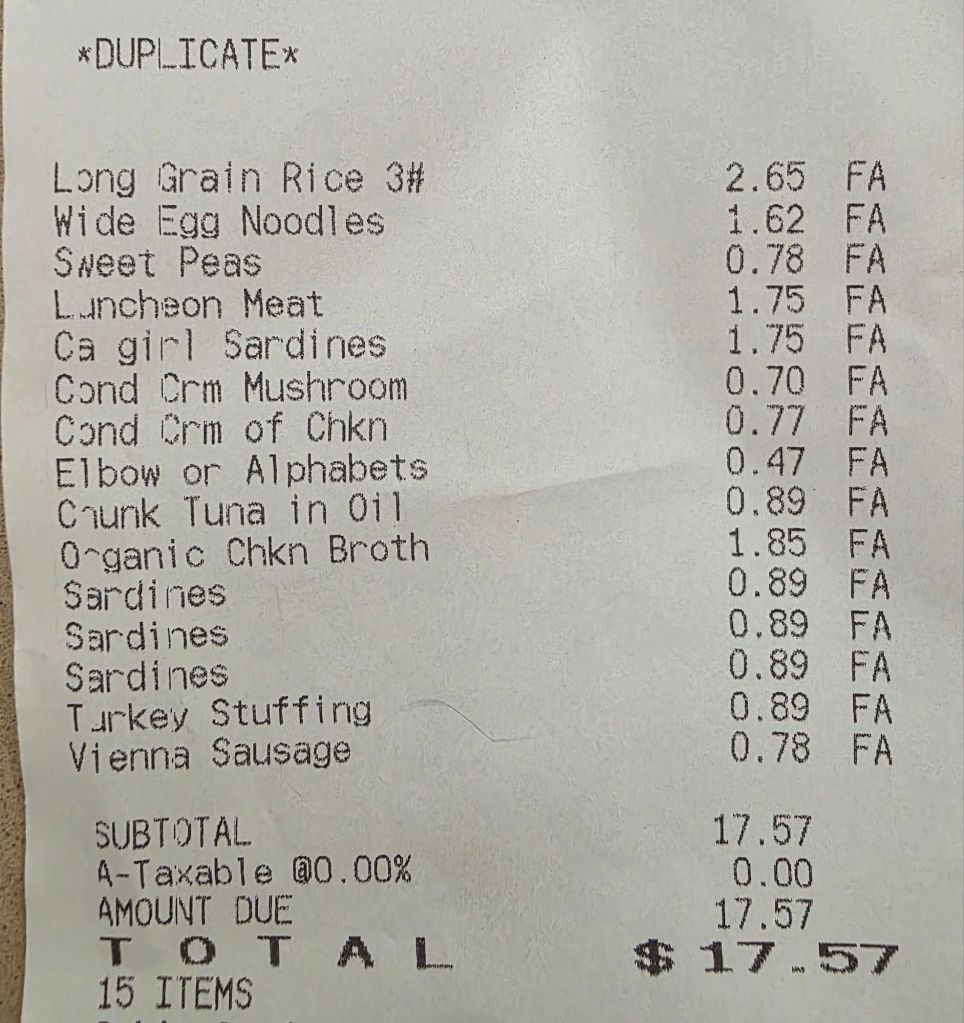 *DUPLICATE*
Long Grain Rice 3# 2.65 FA
Wide Egg Noodles 1.62 FA
Sweet Peas 0.78 FA
Luncheon Meat 1.75 FA
Ca girl Sardines 1.75 FA
Cond Crm Mushroom 0.70 FA
Cond Crm of Chkn 0.77 FA
Elbow or Alphabets 0.47 FA
Chunk Tuna in Oil 0.89 FA
Organic Chkn Broth 1.85 FA
Sardines 0.89 FA
Sardines 0.89 FA
Sardines 0.89 FA
Turkey Stuffing 0.89 FA
Vienna Sausage 0.78 FA
SUBTOTAL 17.57
A-Taxable @0.00% 0.00
AMOUNT DUE 17.57
TOTAL $17.57
15 ITEMS